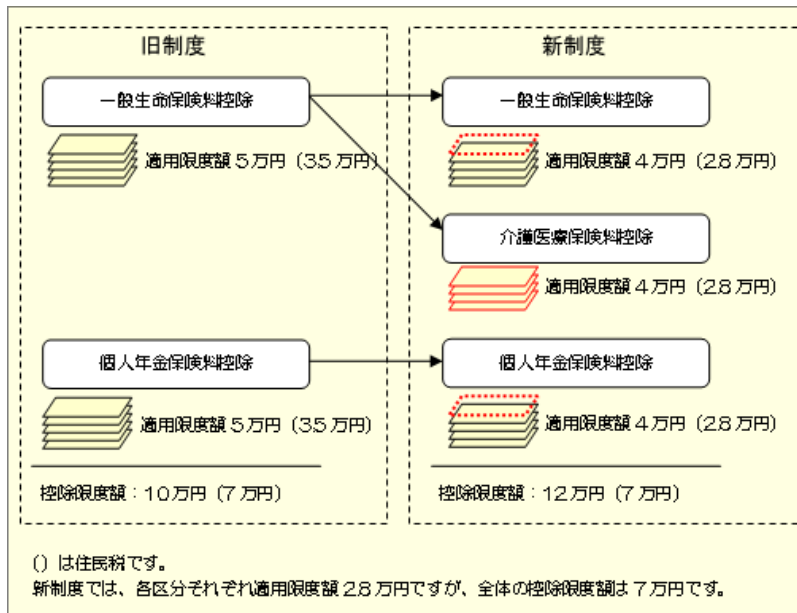 旧制度
一般生命保険料控除
適用限度額5万円（3.5万円）
個人年金保険料控除
適用限度額5万円（3.5万円）
控除限度額：10万円（7万円）
新制度
一般生命保険料控除
適用限度額4万円（2.8万円）
介護医療保険料控除
適用限度額4万円（2.8万円）
個人年金保険料控除
適用限度額4万円（2.8万円）
控除限度額：12万円（7万円）
（）は住民税です。
新制度では、各区分それぞれ適用限度額2.8万円ですが、全体の控除限度額は7万円です。